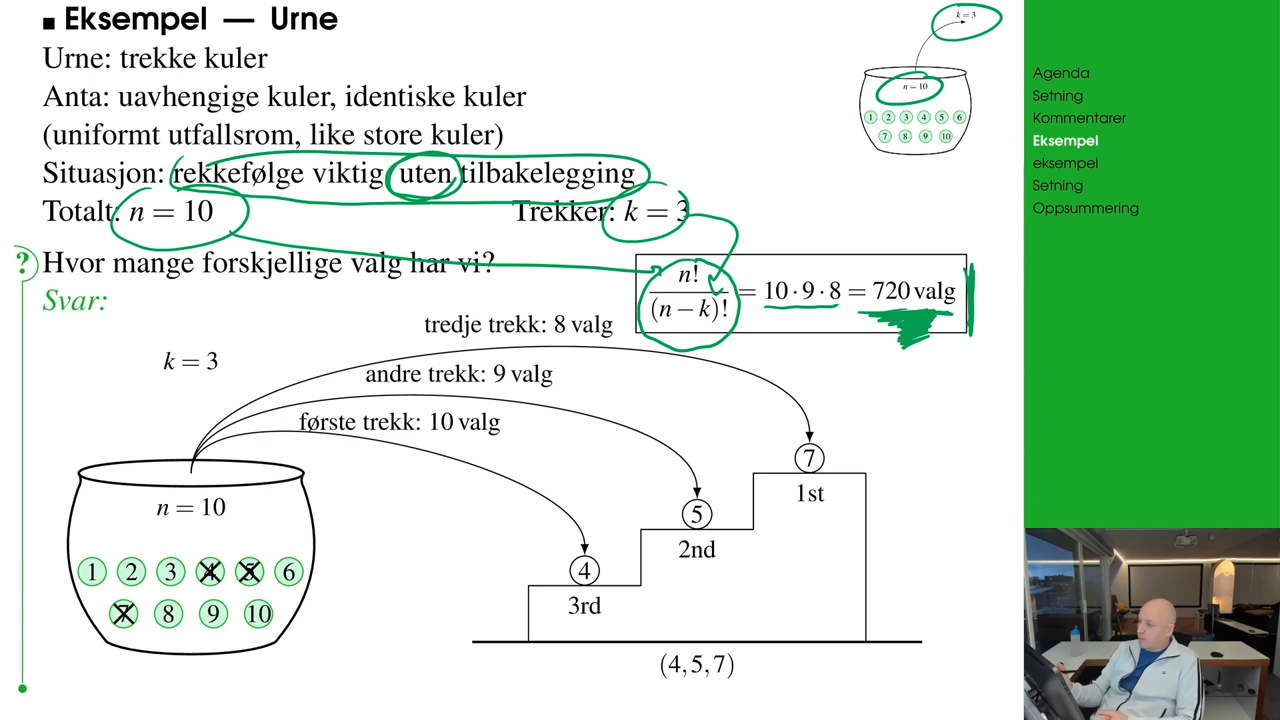 Eksempel — Urne
Urne: trekke kuler
Anta: uavhengige kuler, identiske kuler
(uniformt utfallsrom, like store kuler)
Situasjon: rekkefølge viktig uten tilbakelegging
Totalt: n = 10 Trekker: k = 3
? Hvor mange forskjellige valg har vi?
Svar:
n! / (n − k)! = 10 · 9 · 8 = 720 valg
k = 3
n = 10
1 2 3 4 5 6
7 8 9 10
tredje trekk: 8 valg
andre trekk: 9 valg
første trekk: 10 valg
k = 3
n = 10
1 2 3 4 5 6
7 8 9 10
7
1st
5
2nd
4
3rd
(4,5,7)
Agenda
Setning
Kommentarer
Eksempel
eksempel
Setning
Oppsummering